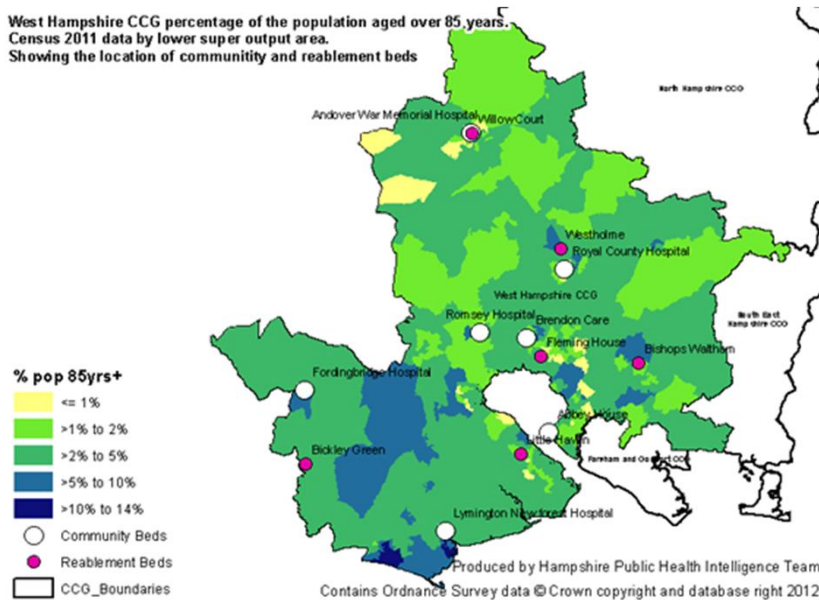 West Hampshire CCG percentage of the population aged over 85 years.
Census 2011 data by lower super output area.
Showing the location of communitity and reablement beds
North Hampshire CCG
Andover War Memorial Hospital
Willow Court
Westholme
Royal County Hospital
West Hampshire CCG
South East
Hampshire CCG
Romsey Hospital
Brendon Care
Fleming House
Bishops Waltham
Fordingbridge Hospital
% pop 85yrs+
<= 1%
>1% to 2%
>2% to 5%
>5% to 10%
>10% to 14%
Community Beds
Reablement Beds
CCG_Boundaries
Abbey House
Bickley Green
Fareham and Gosport CCG
Lymington New forest Hospital
Produced by Hampshire Public Health Intelligence Team
Contains Ordnance Survey data © Crown copyright and database right 2012